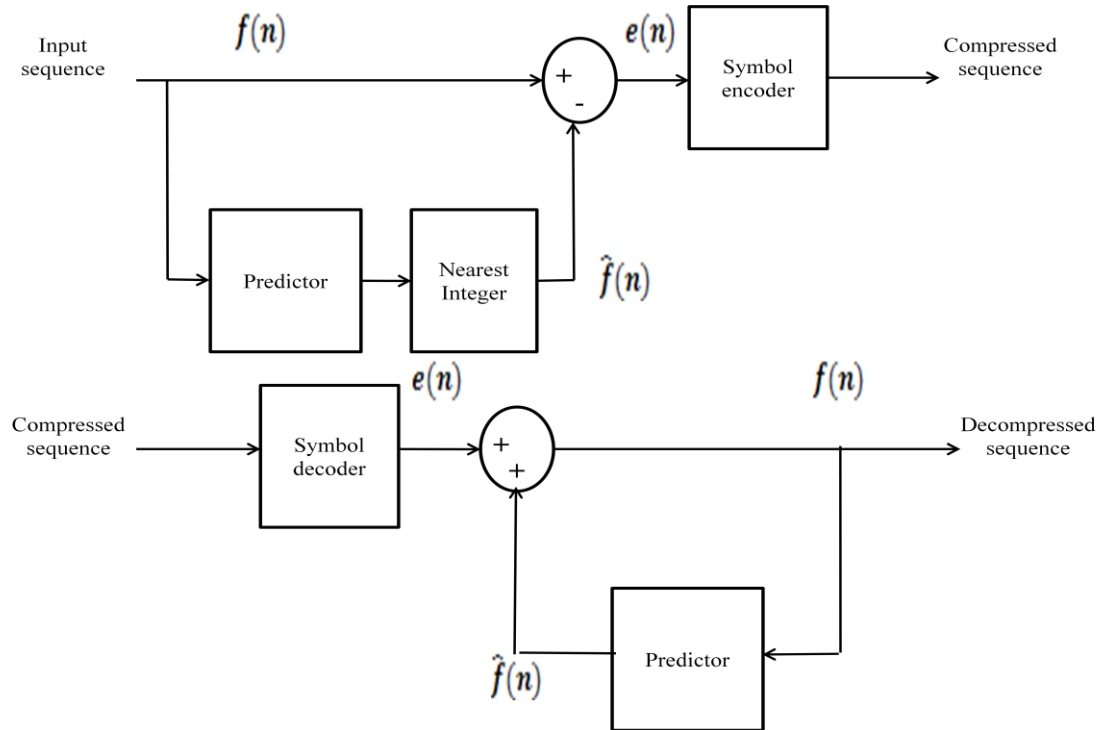 f(n)
e(n)
Input
sequence
Compressed
sequence
+
-
Symbol
encoder
Predictor
Nearest
Integer
f̂(n)
e(n)
f(n)
Compressed
sequence
Symbol
decoder
+
+
Decompressed
sequence
f̂(n)
Predictor